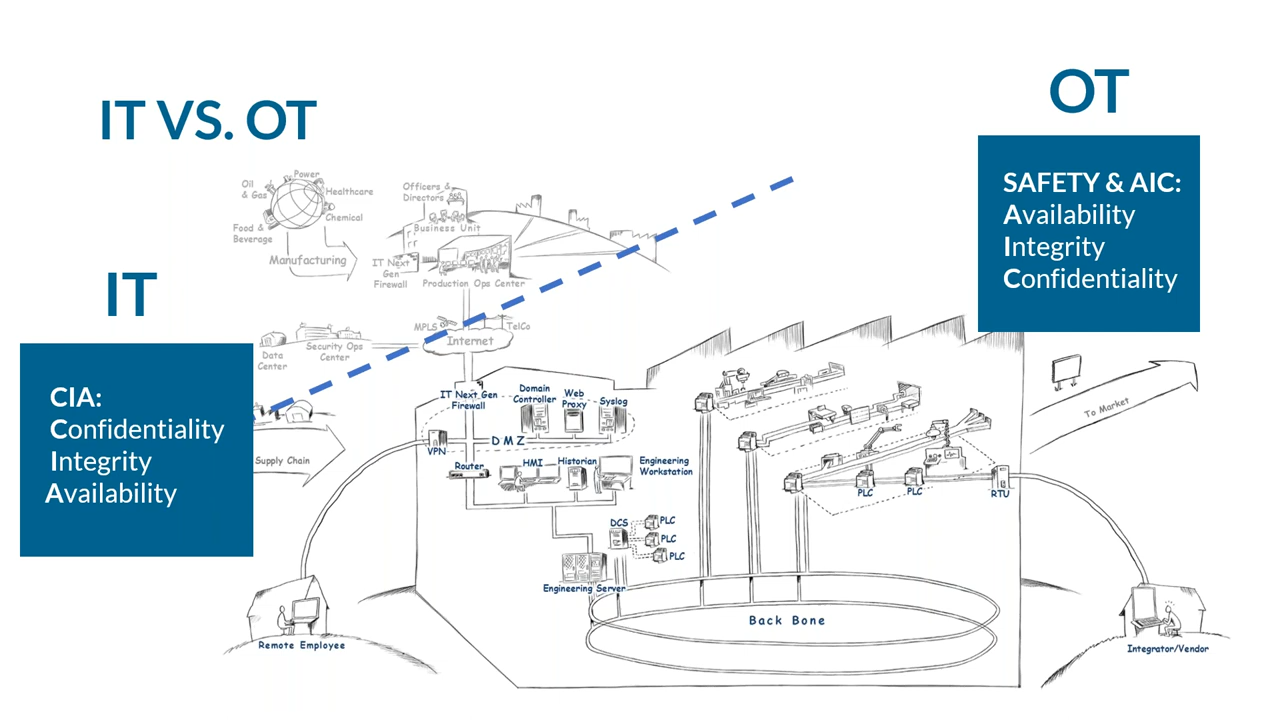 IT VS. OT
OT
SAFETY & AIC:
Availability
Integrity
Confidentiality
IT
CIA:
Confidentiality
Integrity
Availability
Power
Oil
& Gas
Healthcare
Chemical
Food &
Beverage
Manufacturing
Officers &
Directors
Business Unit
IT Next
Gen
Firewall
Production Ops Center
MPLS
TelCo
Internet
Data
Center
Security Ops
Center
Supply Chain
IT Next Gen
Firewall
Domain
Controller
Web
Proxy
Syslog
DMZ
VPN
Router
HMI
Historian
Engineering
Workstation
DCS
PLC
PLC
PLC
Engineering Server
Back Bone
PLC
PLC
RTU
To Market
Remote Employee
Integrator/Vendor